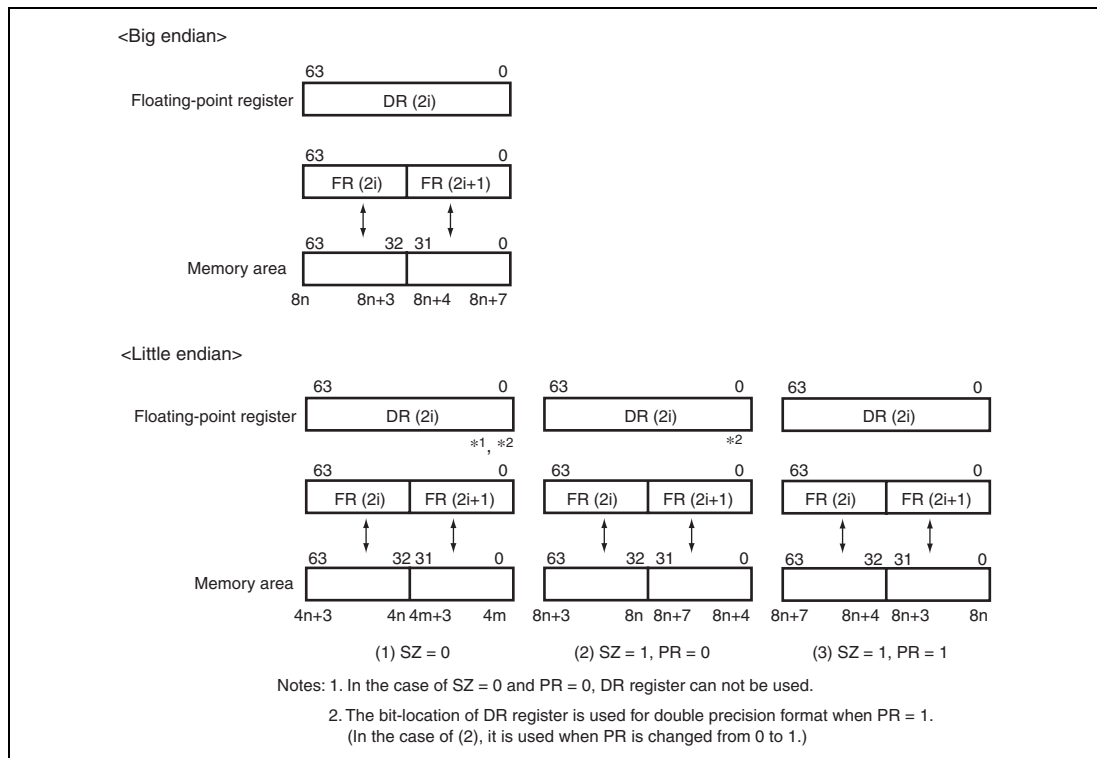 <Big endian>
63 0
Floating-point register DR (2i)
63 0
FR (2i) FR (2i+1)
63 32 31 0
Memory area
8n 8n+3 8n+4 8n+7
<Little endian>
63 0 63 0 63 0
Floating-point register DR (2i) DR (2i) DR (2i)
*1, *2 *2
63 0 63 0 63 0
FR (2i) FR (2i+1) FR (2i) FR (2i+1) FR (2i) FR (2i+1)
63 32 31 0 63 32 31 0 63 32 31 0
Memory area
4n+3 4n 4m+3 4m 8n+3 8n 8n+7 8n+4 8n+7 8n+4 8n+3 8n
(1) SZ = 0 (2) SZ = 1, PR = 0 (3) SZ = 1, PR = 1
Notes: 1. In the case of SZ = 0 and PR = 0, DR register can not be used.
2. The bit-location of DR register is used for double precision format when PR = 1.
(In the case of (2), it is used when PR is changed from 0 to 1.)